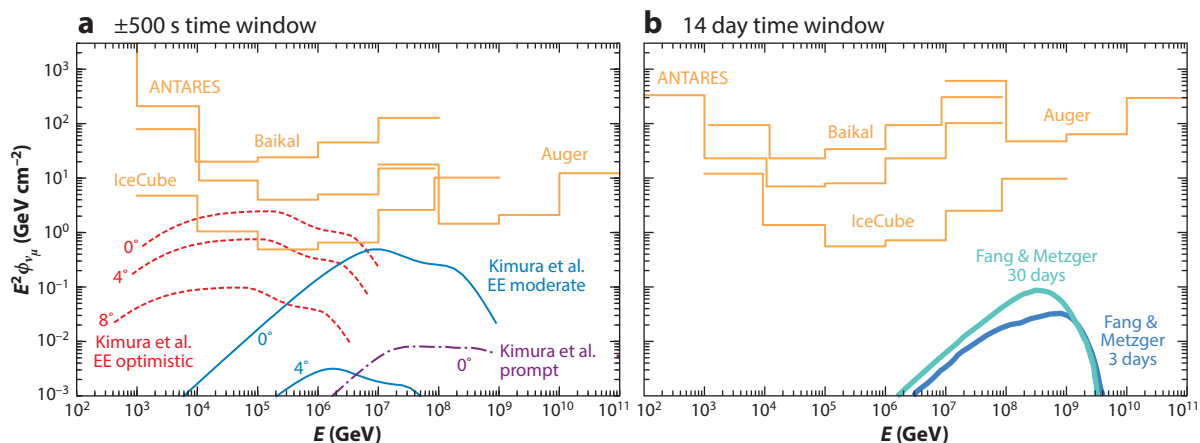 a ±500 s time window
b 14 day time window
E²ϕνμ (GeV cm⁻²)
10³
10²
10¹
10⁰
10⁻¹
10⁻²
10⁻³
ANTARES
Baikal
IceCube
Auger
0°
4°
8°
Kimura et al.
EE optimistic
0°
4°
Kimura et al.
EE moderate
Kimura et al.
prompt
0°
10² 10³ 10⁴ 10⁵ 10⁶ 10⁷ 10⁸ 10⁹ 10¹⁰ 10¹¹
E (GeV)
ANTARES
Baikal
Auger
IceCube
Fang & Metzger
30 days
Fang &
Metzger
3 days
10² 10³ 10⁴ 10⁵ 10⁶ 10⁷ 10⁸ 10⁹ 10¹⁰ 10¹¹
E (GeV)